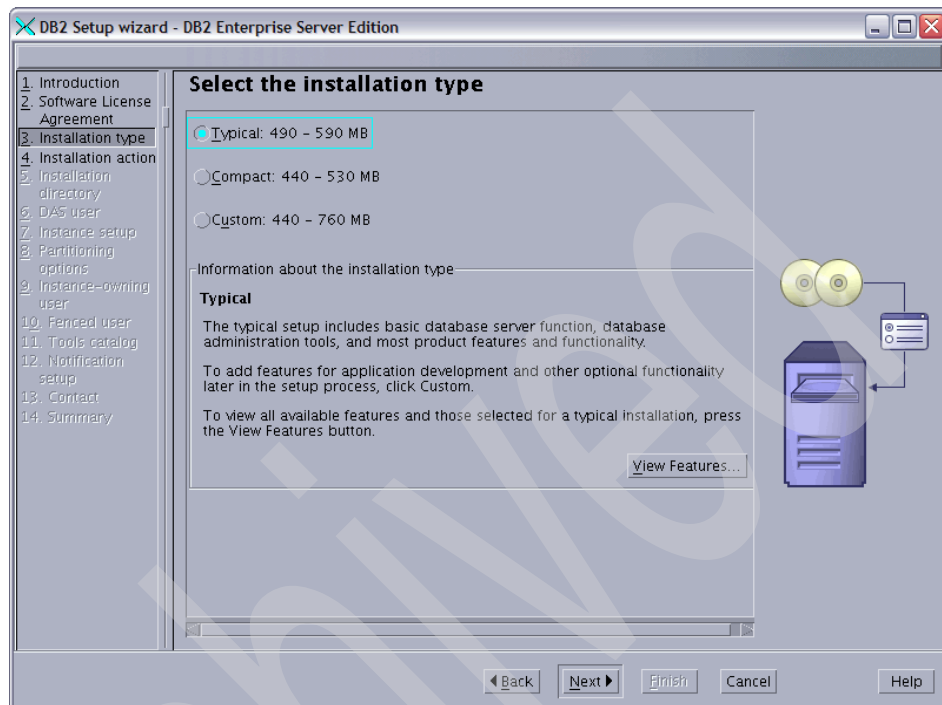 DB2 Setup wizard - DB2 Enterprise Server Edition
1. Introduction
2. Software License
Agreement
3. Installation type
4. Installation action
5. Installation
directory
6. DAS user
7. Instance setup
8. Partitioning
options
9. Instance-owning
user
10. Fenced user
11. Tools catalog
12. Notification
setup
13. Contact
14. Summary
Select the installation type
Typical: 490 - 590 MB
Compact: 440 - 530 MB
Custom: 440 - 760 MB
Information about the installation type
Typical
The typical setup includes basic database server function, database
administration tools, and most product features and functionality.
To add features for application development and other optional functionality
later in the setup process, click Custom.
To view all available features and those selected for a typical installation, press
the View Features button.
View Features...
Back
Next
Finish
Cancel
Help
hived